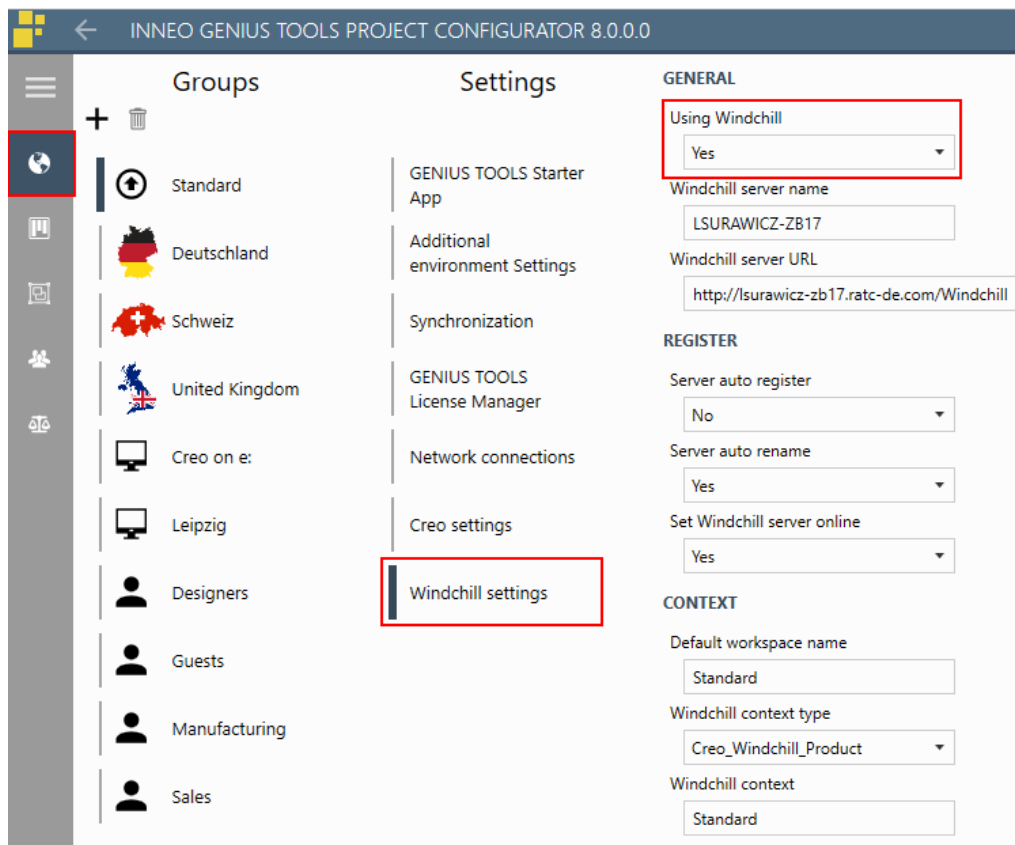 INNEO GENIUS TOOLS PROJECT CONFIGURATOR 8.0.0.0
Groups
Standard
Deutschland
Schweiz
United Kingdom
Creo on e:
Leipzig
Designers
Guests
Manufacturing
Sales
Settings
GENIUS TOOLS Starter
App
Additional
environment Settings
Synchronization
GENIUS TOOLS
License Manager
Network connections
Creo settings
Windchill settings
GENERAL
Using Windchill
Yes
Windchill server name
LSURAWICZ-ZB17
Windchill server URL
http://lsurawicz-zb17.ratc-de.com/Windchill
REGISTER
Server auto register
No
Server auto rename
Yes
Set Windchill server online
Yes
CONTEXT
Default workspace name
Standard
Windchill context type
Creo_Windchill_Product
Windchill context
Standard